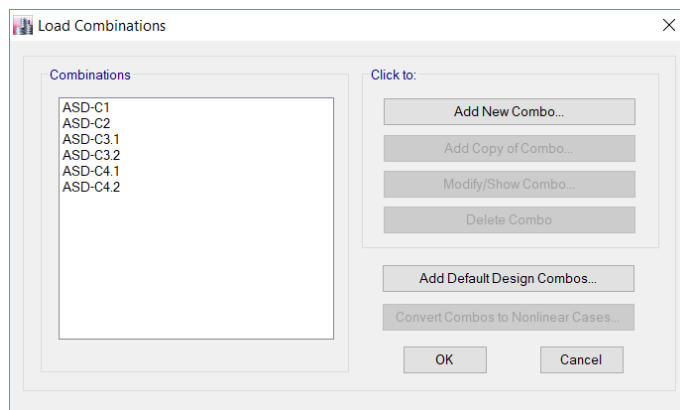 Load Combinations
Combinations
ASD-C1
ASD-C2
ASD-C3.1
ASD-C3.2
ASD-C4.1
ASD-C4.2
Click to:
Add New Combo...
Add Copy of Combo...
Modify/Show Combo...
Delete Combo
Add Default Design Combos...
Convert Combos to Nonlinear Cases...
OK
Cancel